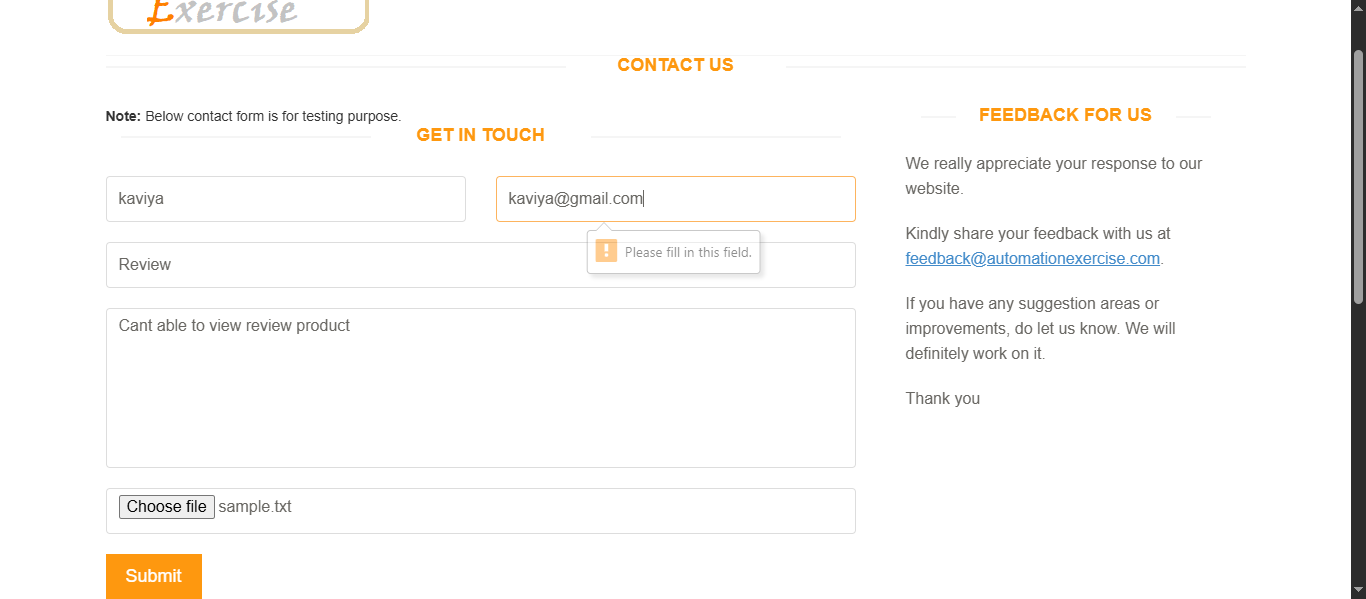 Exercise
CONTACT US
Note: Below contact form is for testing purpose.
GET IN TOUCH
kaviya
kaviya@gmail.com
Please fill in this field.
Review
Cant able to view review product
Choose file sample.txt
Submit
FEEDBACK FOR US
We really appreciate your response to our
website.
Kindly share your feedback with us at
feedback@automationexercise.com.
If you have any suggestion areas or
improvements, do let us know. We will
definitely work on it.
Thank you